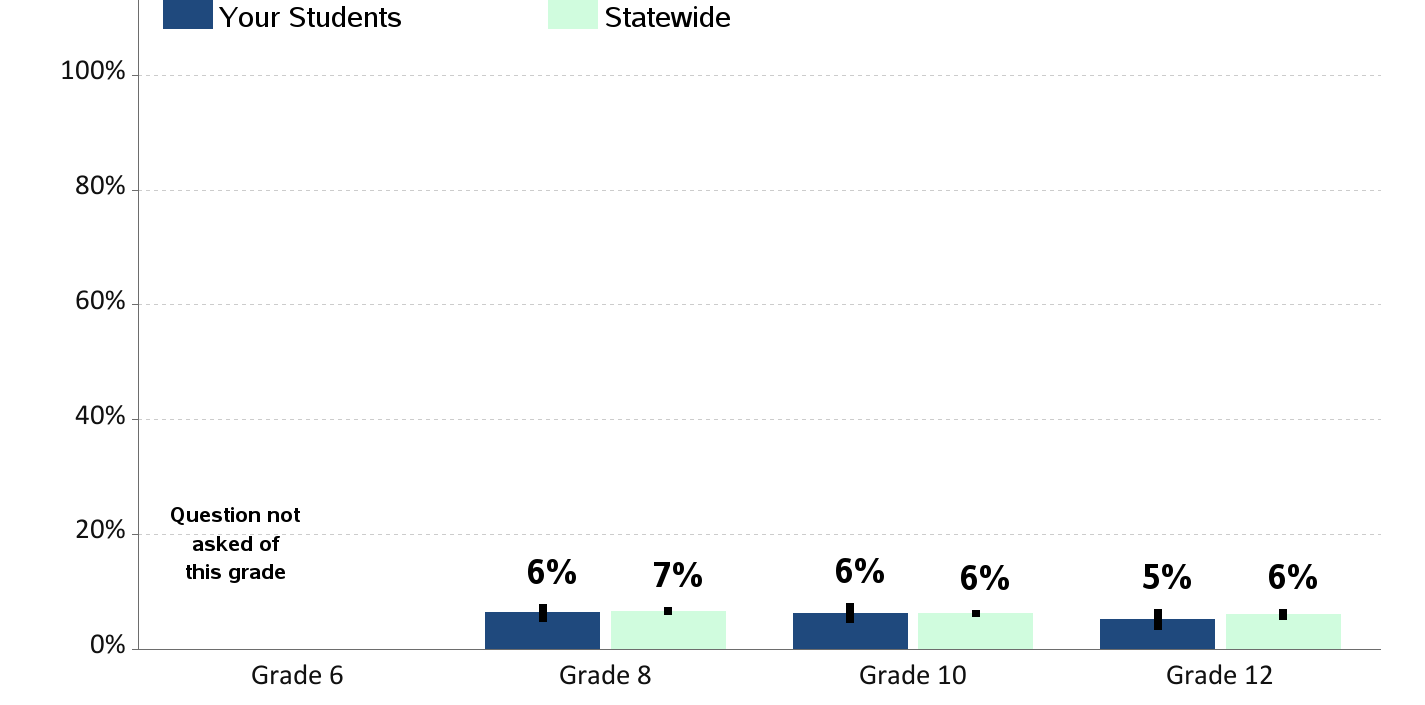 Your Students Statewide
100%
80%
60%
40%
20%
0%
Question not
asked of
this grade
6% 7% 6% 6% 5% 6%
Grade 6 Grade 8 Grade 10 Grade 12